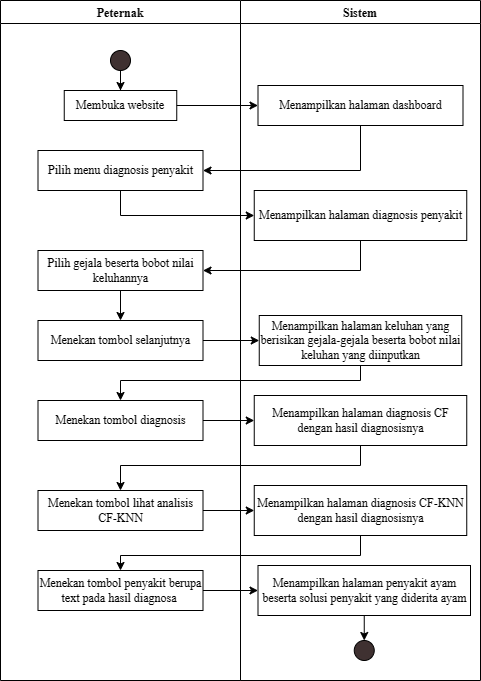 Peternak
Sistem
Membuka website
Menampilkan halaman dashboard
Pilih menu diagnosis penyakit
Menampilkan halaman diagnosis penyakit
Pilih gejala beserta bobot nilai
keluhannya
Menekan tombol selanjutnya
Menampilkan halaman keluhan yang
berisikan gejala-gejala beserta bobot nilai
keluhan yang diinputkan
Menekan tombol diagnosis
Menampilkan halaman diagnosis CF
dengan hasil diagnosisnya
Menekan tombol lihat analisis
CF-KNN
Menampilkan halaman diagnosis CF-KNN
dengan hasil diagnosisnya
Menekan tombol penyakit berupa
text pada hasil diagnosa
Menampilkan halaman penyakit ayam
beserta solusi penyakit yang diderita ayam